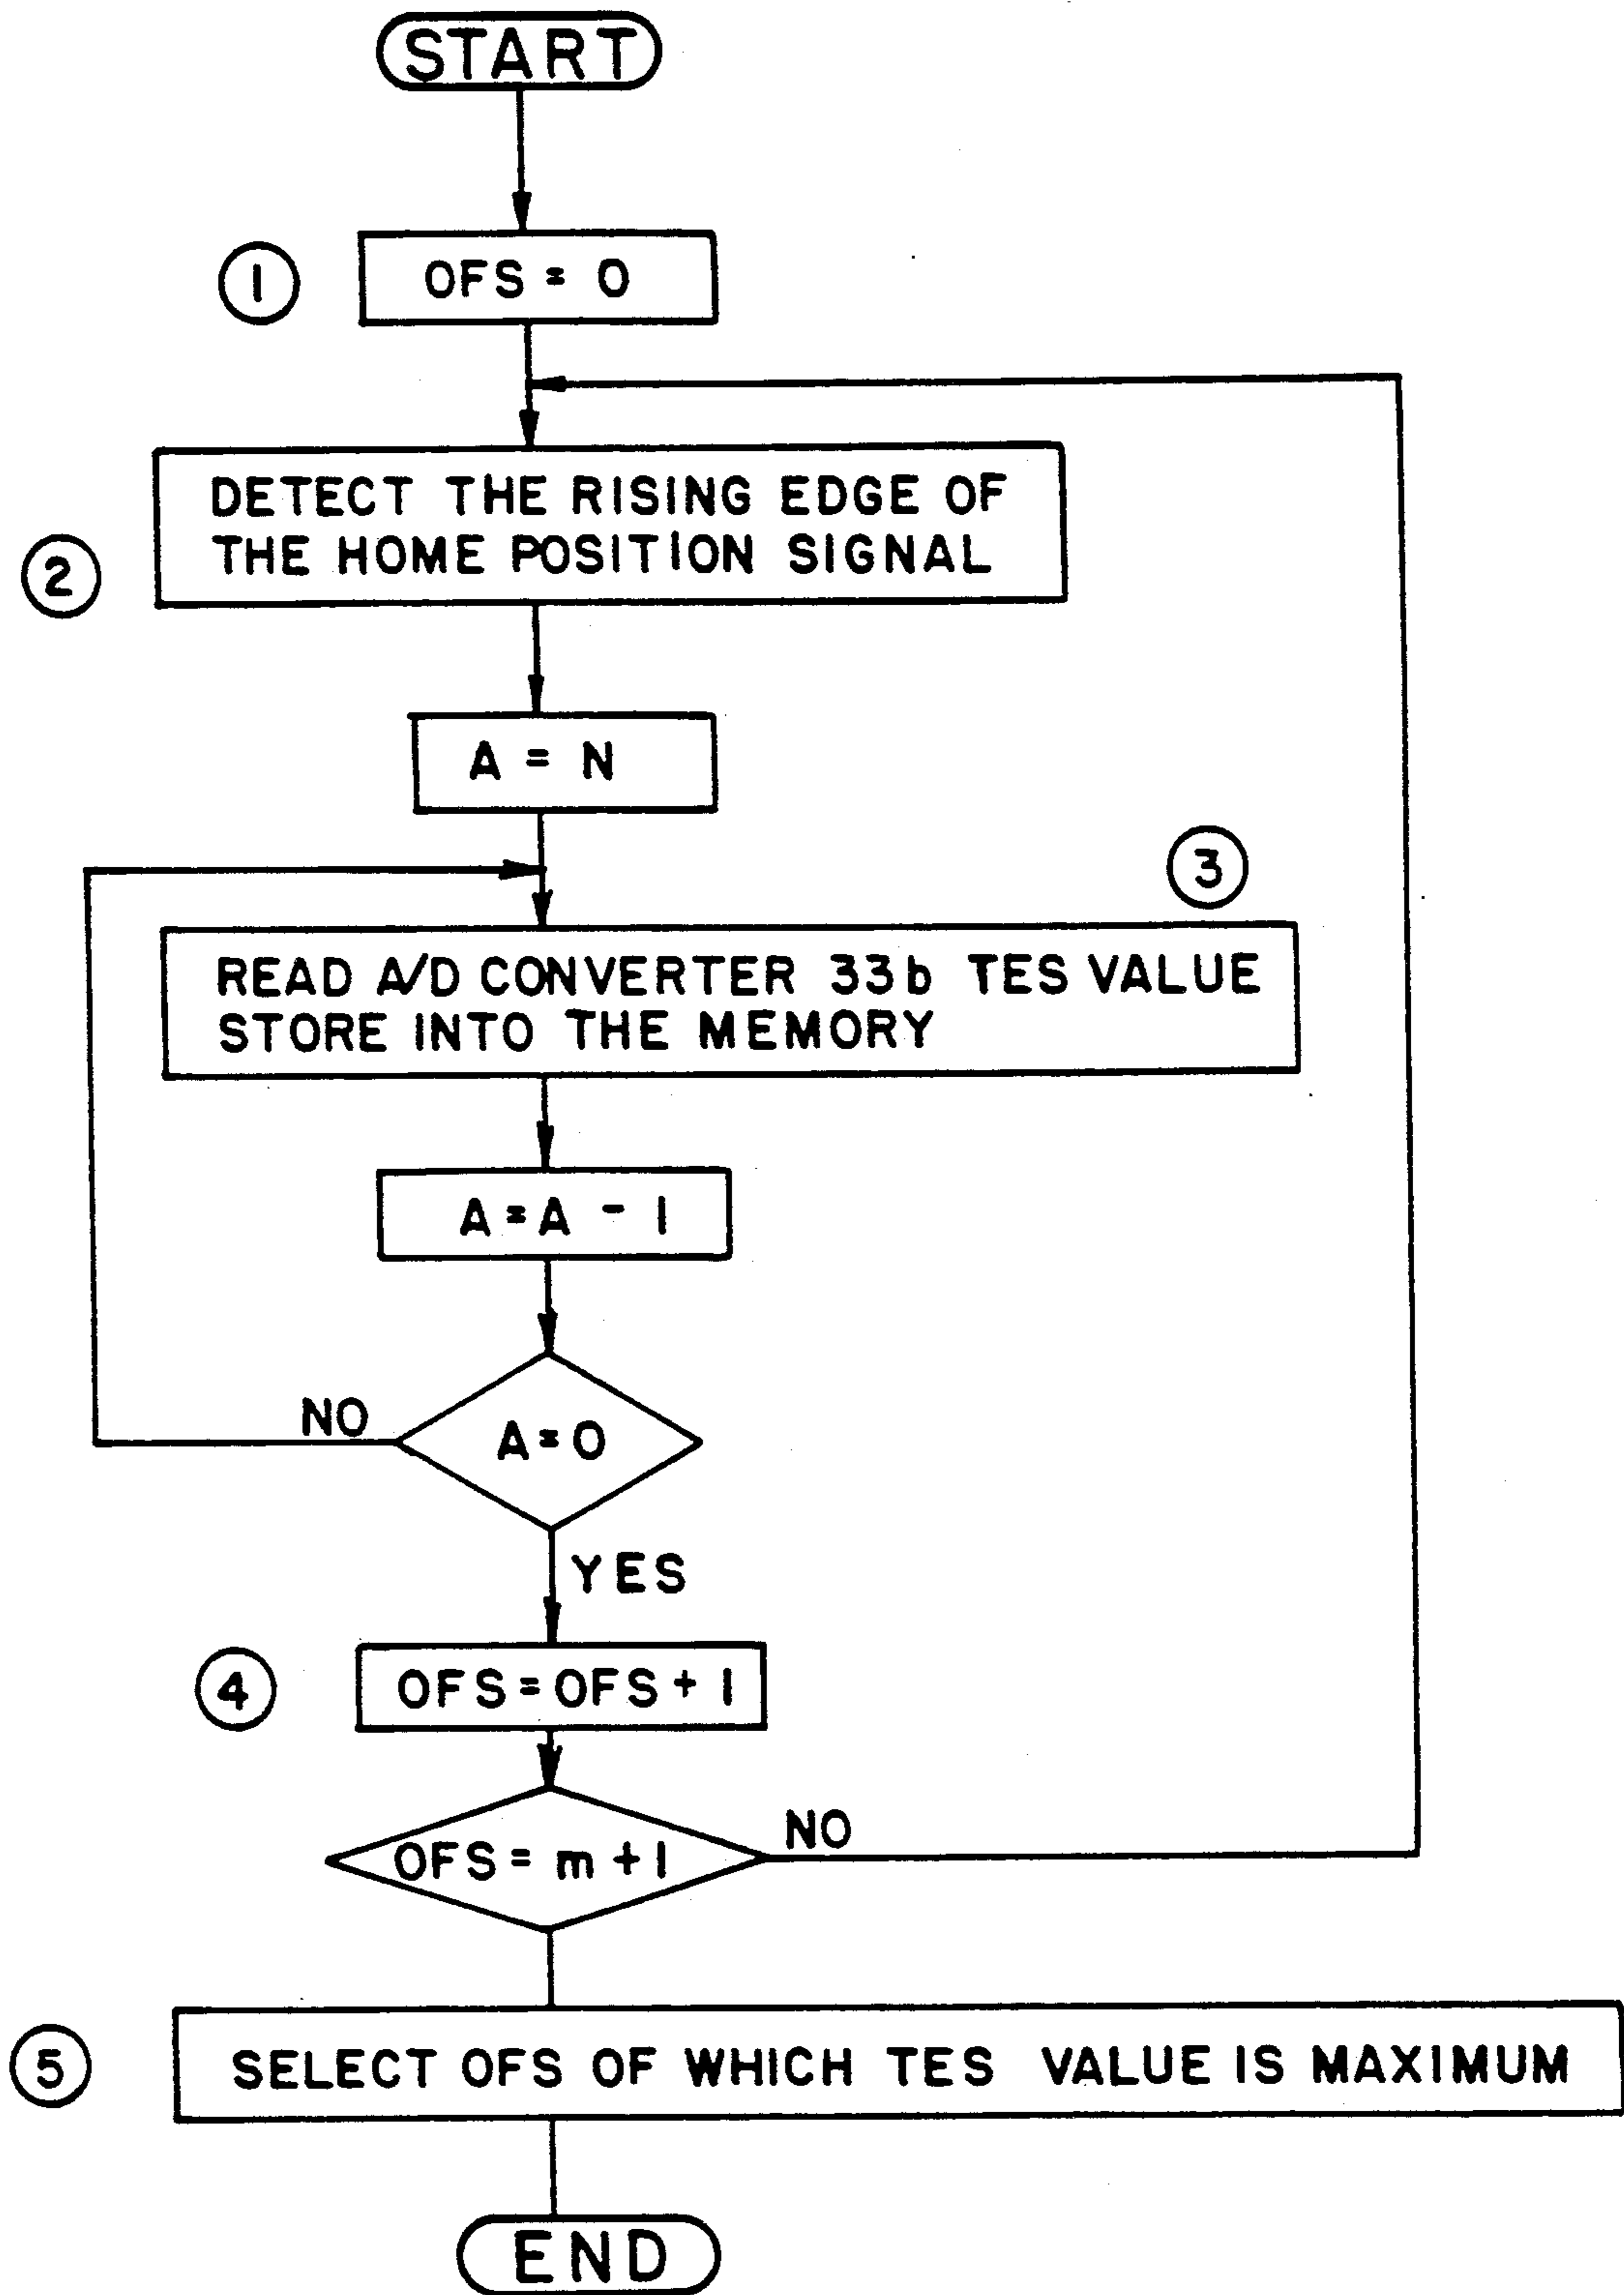 START
1
OFS = 0
DETECT THE RISING EDGE OF
THE HOME POSITION SIGNAL
2
A = N
3
READ A/D CONVERTER 33b TES VALUE
STORE INTO THE MEMORY
A = A - 1
NO
A = 0
YES
4
OFS = OFS + 1
NO
OFS = m + 1
5
SELECT OFS OF WHICH TES VALUE IS MAXIMUM
END